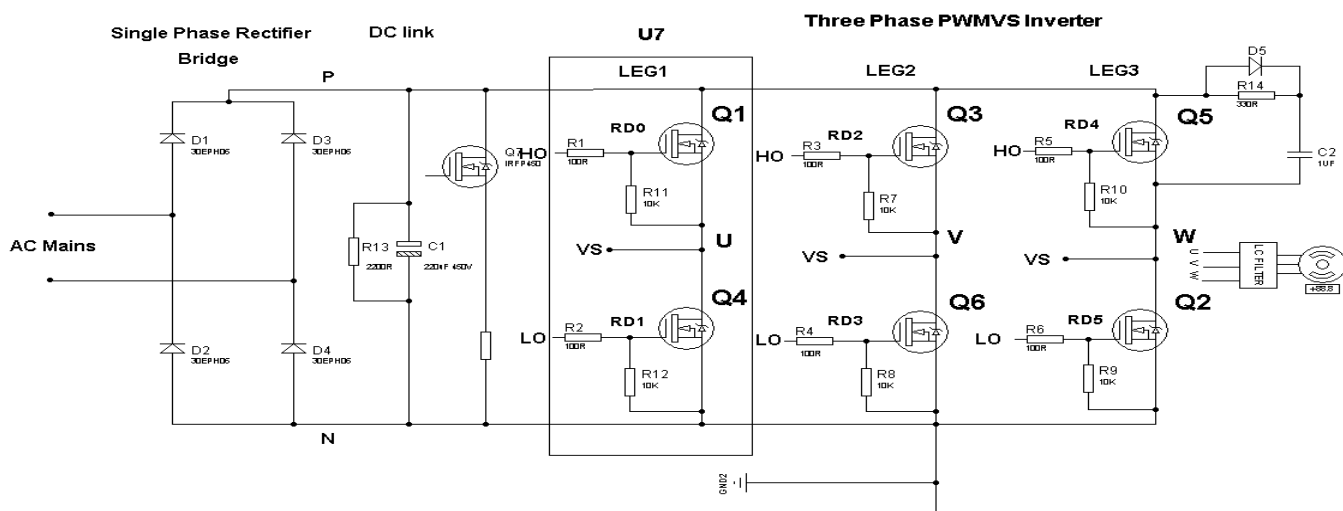 Three Phase PWMVS Inverter
Single Phase Rectifier
Bridge
DC link
U7
P
LEG1
LEG2
LEG3
D5
R14
330R
Q1
Q3
Q5
D1
30EPH06
D3
30EPH06
Q7
IRFP450
HO
R1
100R
RD0
HO
R3
100R
RD2
HO
R5
100R
RD4
C2
1UF
R11
10K
R7
10K
R10
10K
AC Mains
R13
2200R
C1
VS
U
VS
V
VS
W
U
V
W
LC FILTER
+88.8
Q4
Q6
Q2
D2
30EPH06
D4
30EPH06
LO
R2
100R
RD1
LO
R4
100R
RD3
LO
R6
100R
RD5
R12
10K
R8
10K
R9
10K
N
GND2